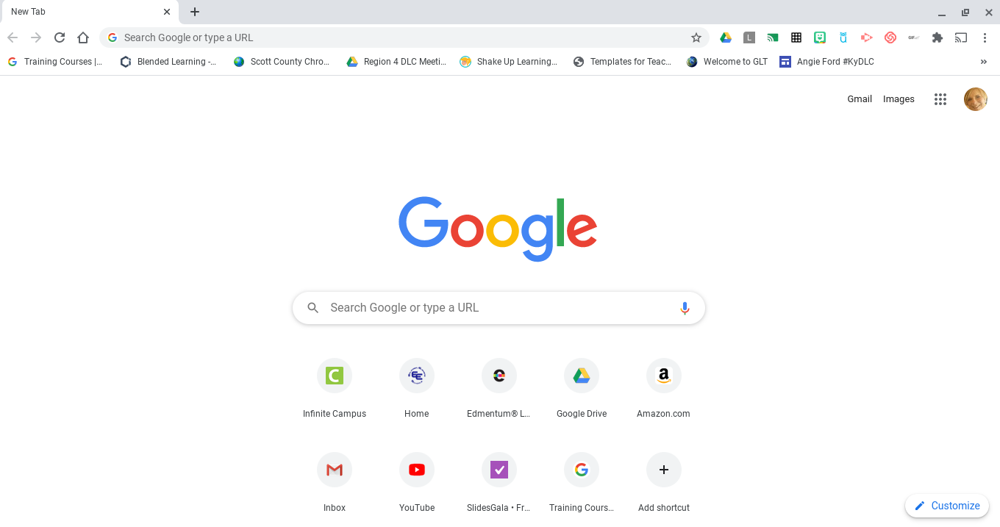 New Tab
Search Google or type a URL
L
GIF
Training Courses |...
Blended Learning -...
Scott County Chro...
Region 4 DLC Meeti...
Shake Up Learning...
Templates for Teac...
Welcome to GLT
Angie Ford #KyDLC
Gmail
Images
Google
Search Google or type a URL
Infinite Campus
Home
Edmentum® L...
Google Drive
Amazon.com
Inbox
YouTube
SlidesGala • Fr...
Training Cours...
Add shortcut
Customize